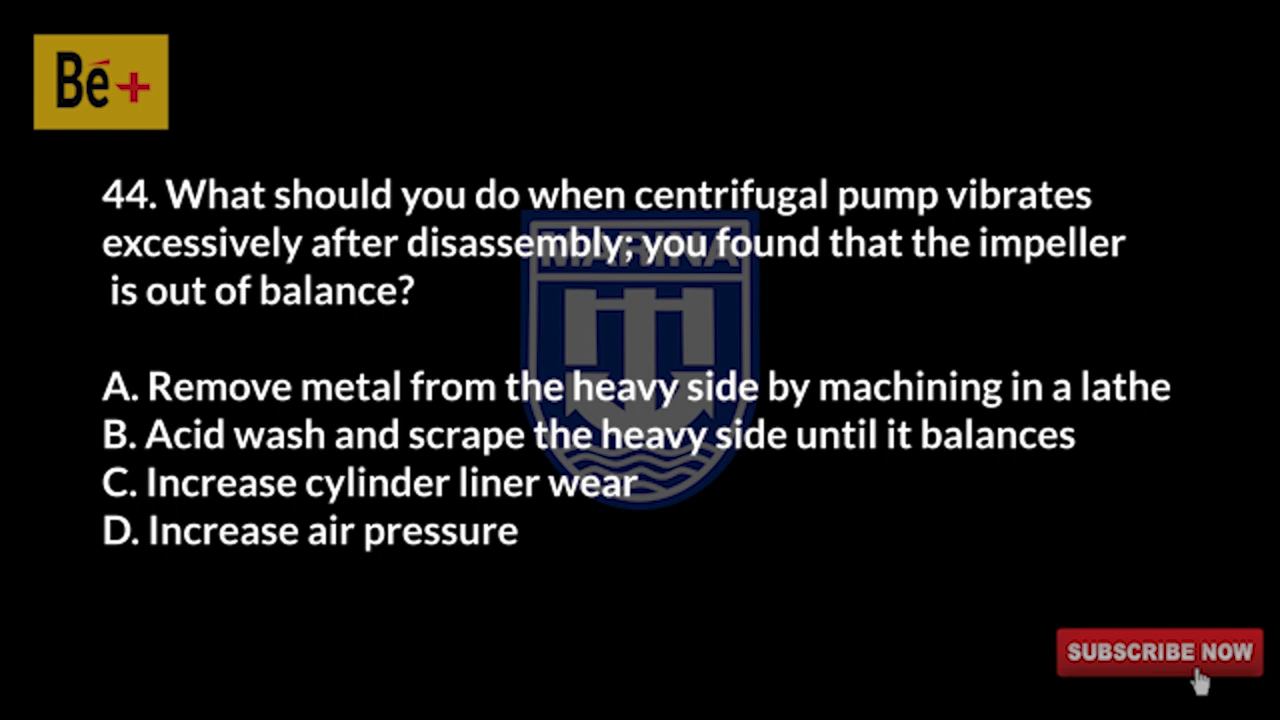 Bé+
44. What should you do when centrifugal pump vibrates
excessively after disassembly; you found that the impeller
is out of balance?
MARINA
A. Remove metal from the heavy side by machining in a lathe
B. Acid wash and scrape the heavy side until it balances
C. Increase cylinder liner wear
D. Increase air pressure
SUBSCRIBE NOW